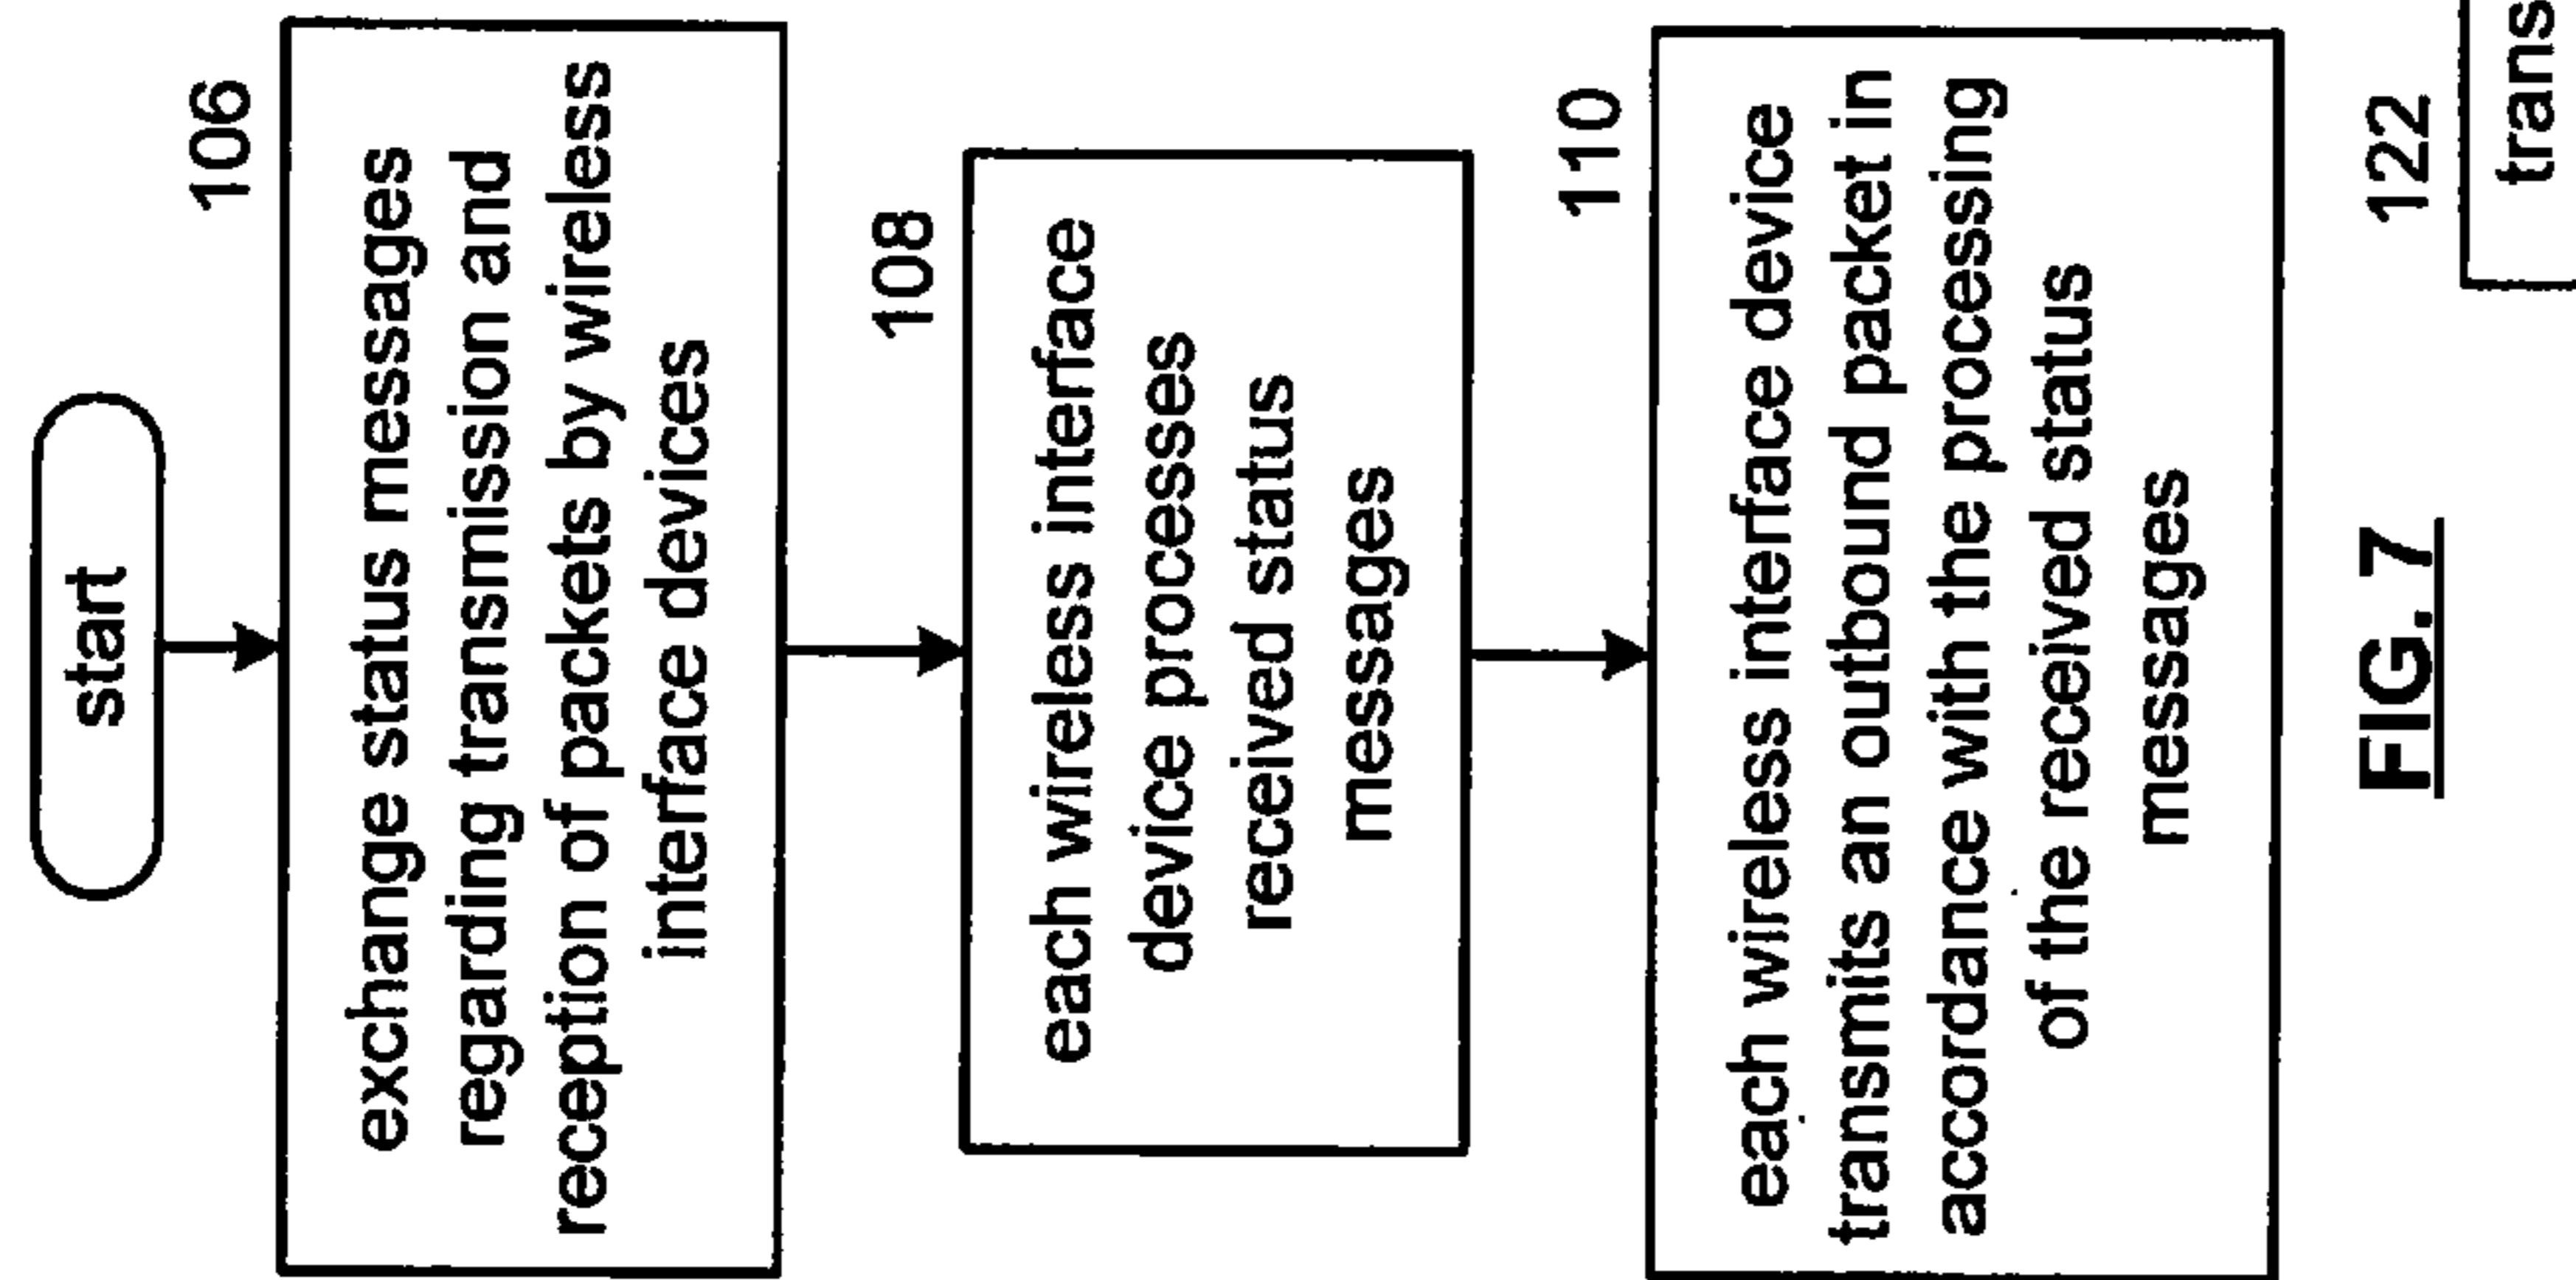 start
106
exchange status messages
regarding transmission and
reception of packets by wireless
interface devices
108
each wireless interface
device processes
received status
messages
110
each wireless interface device
transmits an outbound packet in
accordance with the processing
of the received status
messages
FIG. 7
122
trans